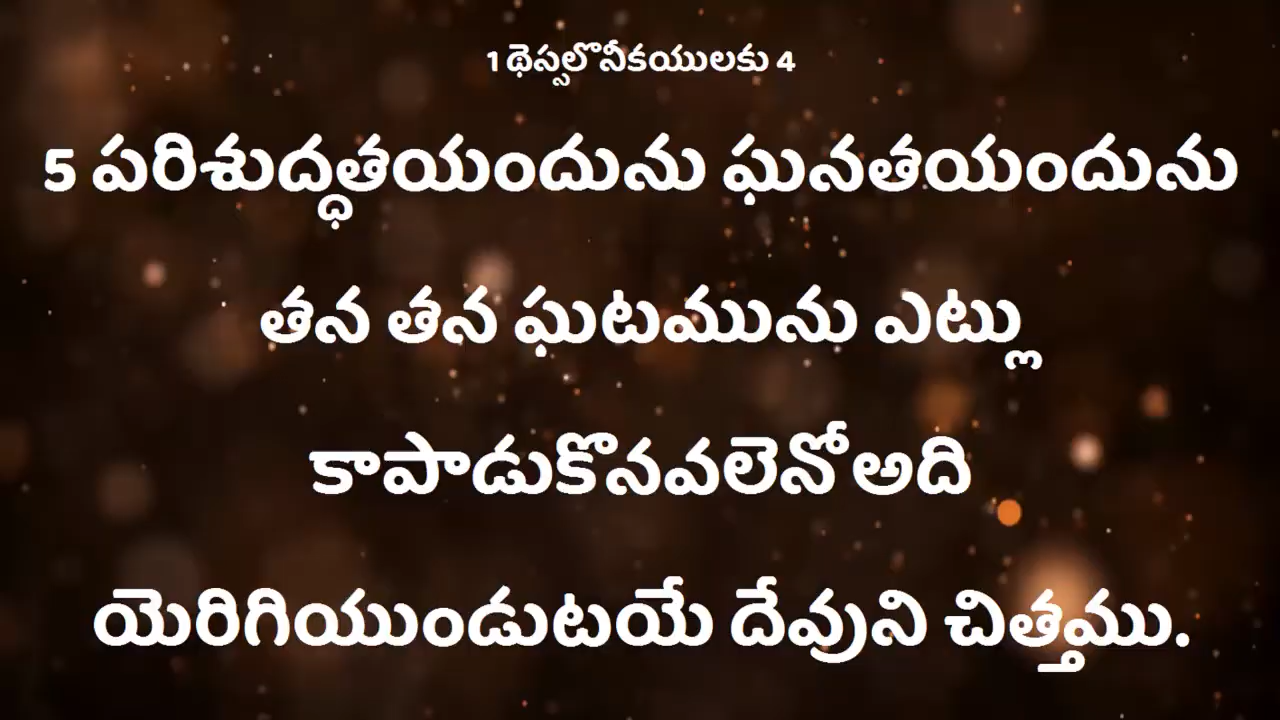 1 థెస్సలొనీకయులకు 4
5 పరిశుద్ధతయందును ఘనతయందును
తన తన ఘటమును ఎట్లు
కాపాడుకొనవలెనో అది
యెరిగియుండుటయే దేవుని చిత్తము.